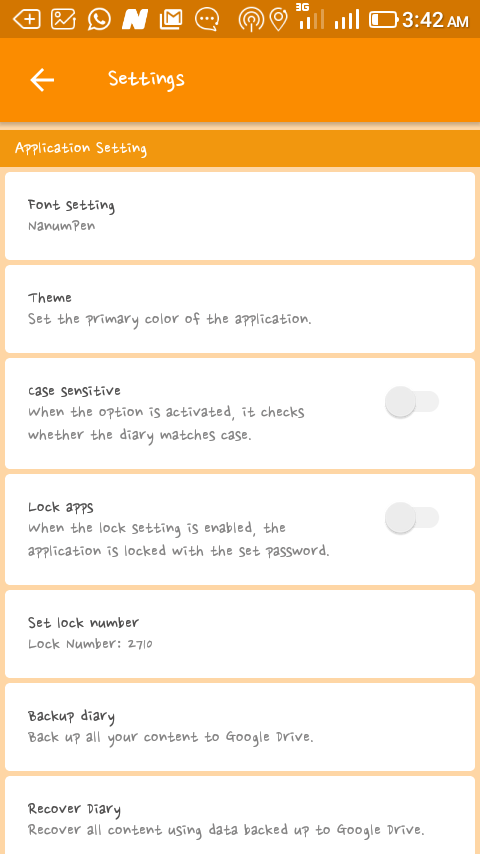 3G
3:42 AM
Settings
Application Setting
Font setting
NanumPen
Theme
Set the primary color of the application.
Case sensitive
When the option is activated, it checks
whether the diary matches case.
Lock apps
When the lock setting is enabled, the
application is locked with the set password.
Set lock number
Lock Number: 2710
Backup diary
Back up all your content to Google Drive.
Recover Diary
Recover all content using data backed up to Google Drive.